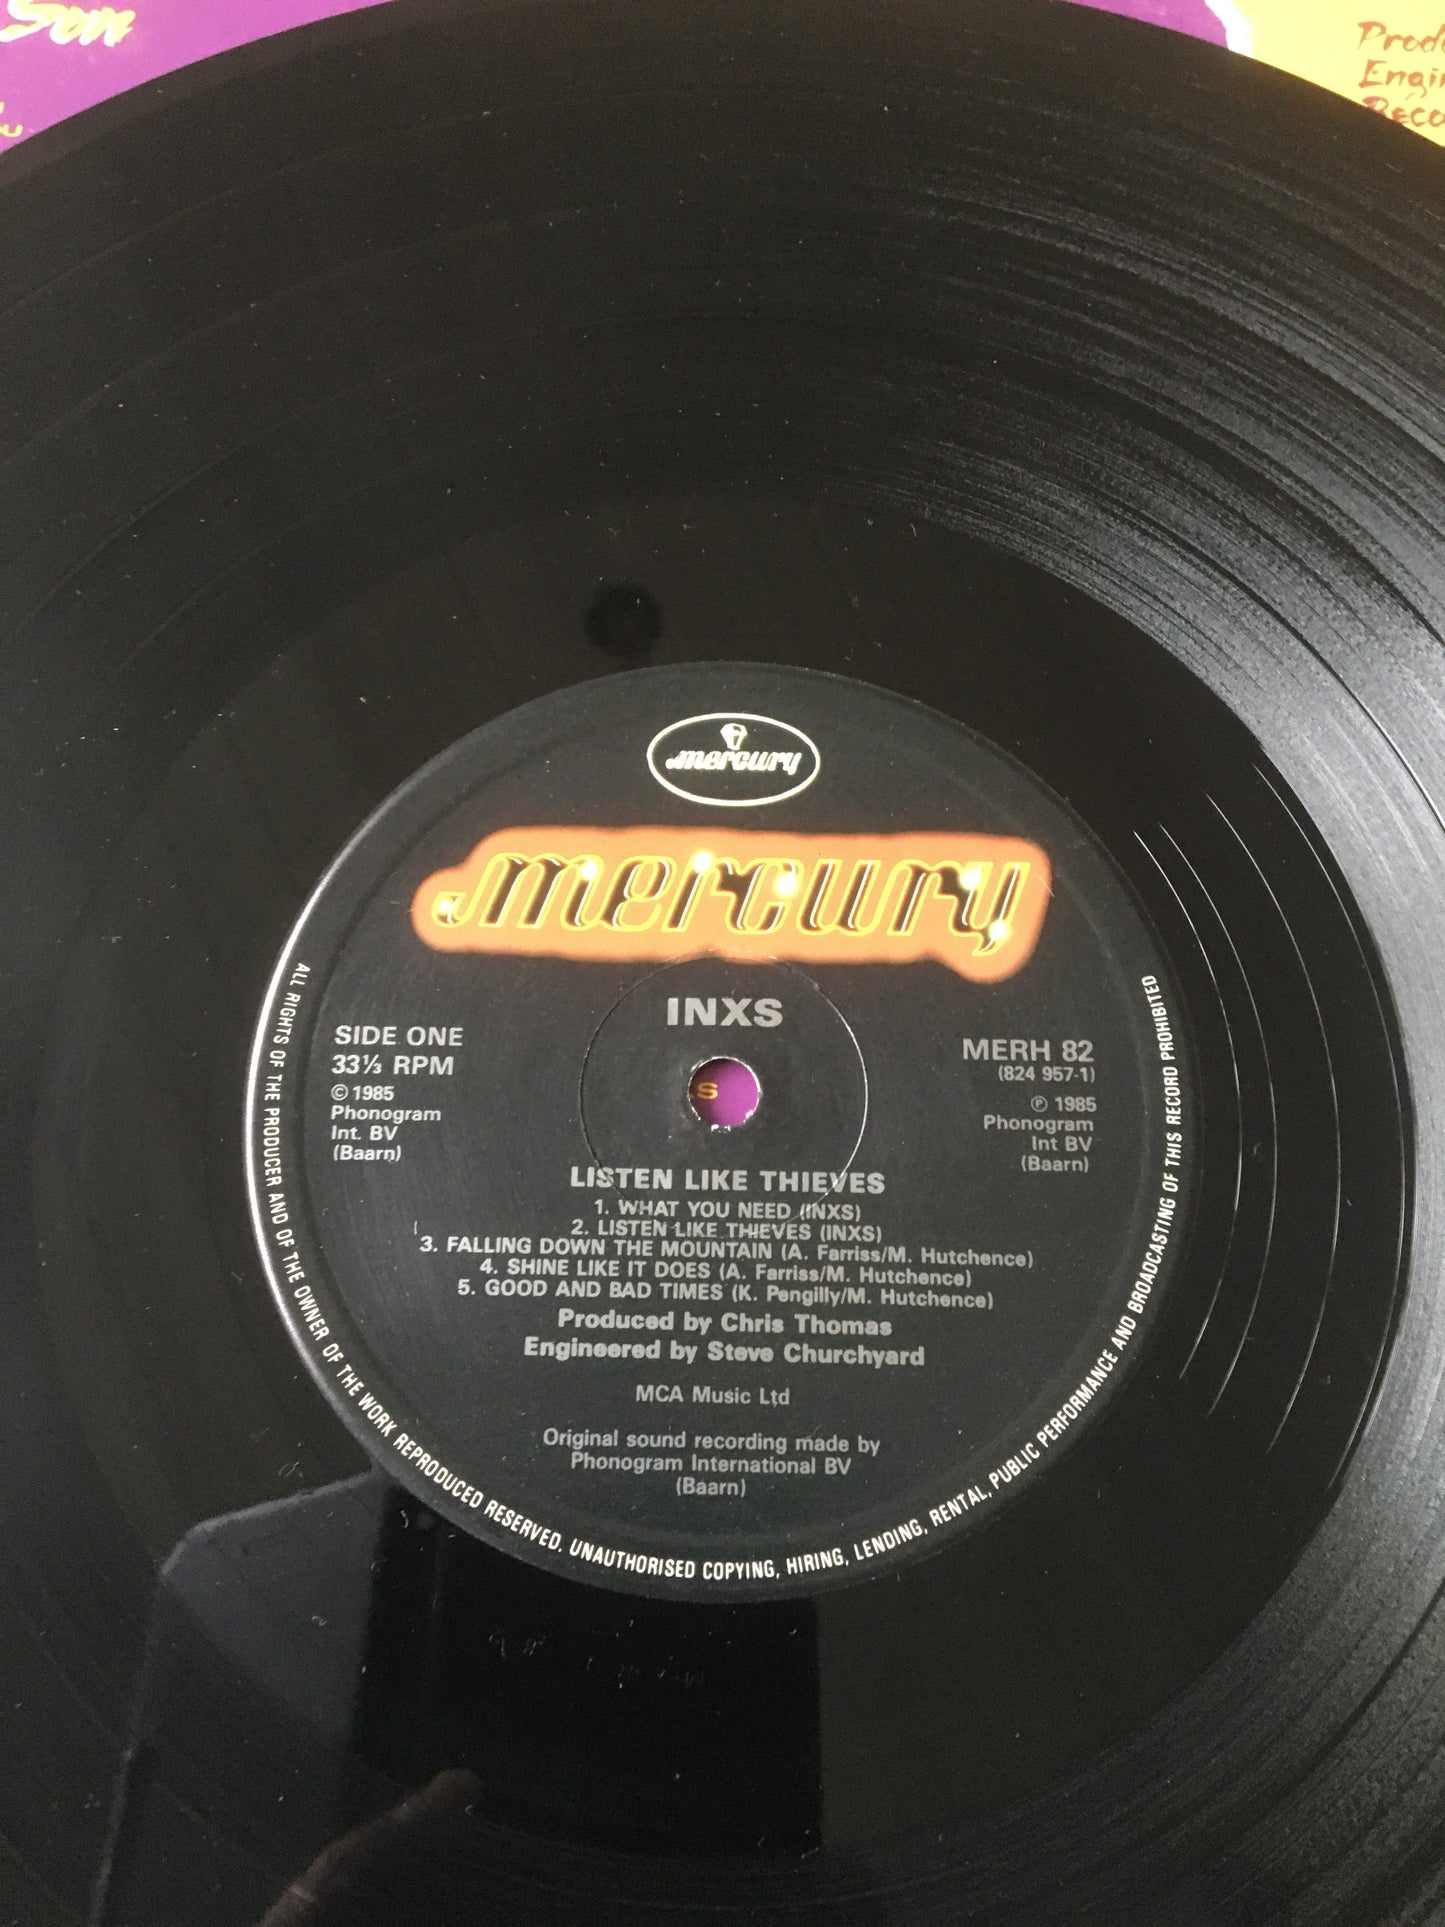 Son
Produ
Engin
Reco
ou
mercury
mercury
INXS
SIDE ONE
33⅓ RPM
© 1985
Phonogram
Int. BV
(Baarn)
MERH 82
(824 957-1)
℗ 1985
Phonogram
Int BV
(Baarn)
S
LISTEN LIKE THIEVES
1. WHAT YOU NEED (INXS)
2. LISTEN LIKE THIEVES (INXS)
3. FALLING DOWN THE MOUNTAIN (A. Farriss/M. Hutchence)
4. SHINE LIKE IT DOES (A. Farriss/M. Hutchence)
5. GOOD AND BAD TIMES (K. Pengilly/M. Hutchence)
Produced by Chris Thomas
Engineered by Steve Churchyard
MCA Music Ltd
Original sound recording made by
Phonogram International BV
(Baarn)
ALL RIGHTS OF THE PRODUCER AND OF THE OWNER OF THE WORK REPRODUCED RESERVED. UNAUTHORISED COPYING, HIRING, LENDING, RENTAL, PUBLIC PERFORMANCE AND BROADCASTING OF THIS RECORD PROHIBITED